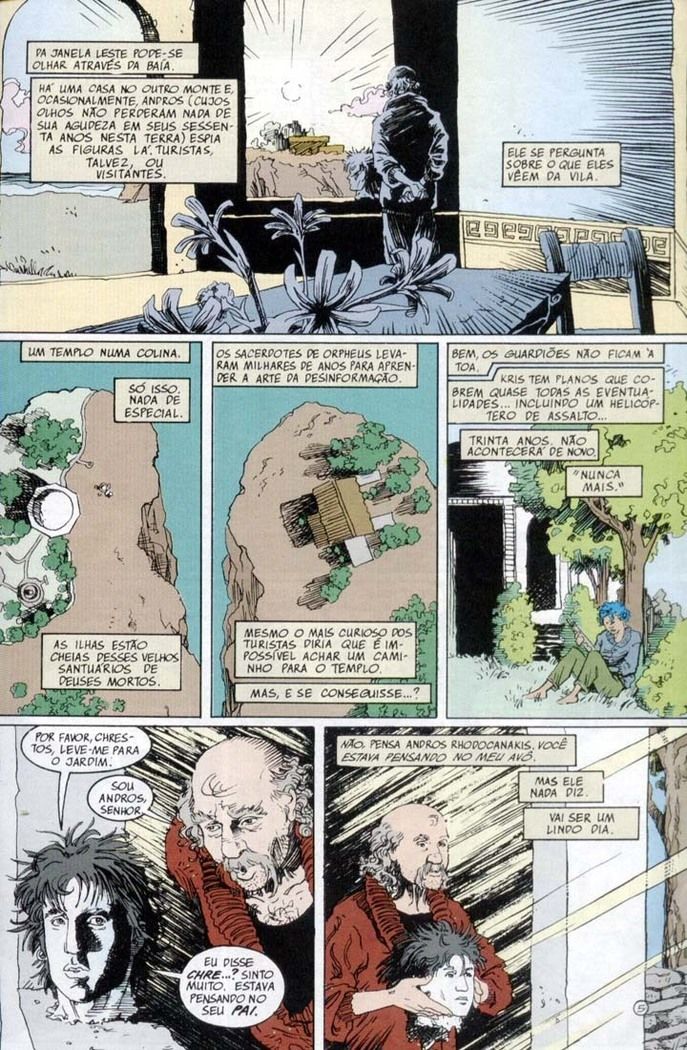 DA JANELA LESTE PODE-SE
OLHAR ATRAVÉS DA BAÍA.
HÁ UMA CASA NO OUTRO MONTE E,
OCASIONALMENTE, ANDROS (CUJOS
OLHOS NÃO PERDERAM NADA DE
SUA AGUDEZA EM SEUS SESSEN-
TA ANOS NESTA TERRA) ESPIA
AS FIGURAS LÁ. TURISTAS,
TALVEZ, OU
VISITANTES.
ELE SE PERGUNTA
SOBRE O QUE ELES
VÊEM DA VILA.
UM TEMPLO NUMA COLINA.
SÓ ISSO.
NADA DE
ESPECIAL.
AS ILHAS ESTÃO
CHEIAS DESSES VELHOS
SANTUÁRIOS DE
DEUSES MORTOS.
OS SACERDOTES DE ORPHEUS LEVA-
RAM MILHARES DE ANOS PARA APREN-
DER A ARTE DA DESINFORMAÇÃO.
MESMO O MAIS CURIOSO DOS
TURISTAS DIRIA QUE É IM-
POSSÍVEL ACHAR UM CAMI-
NHO PARA O TEMPLO.
MAS, E SE CONSEGUISSE...?
BEM, OS GUARDIÕES NÃO FICAM À
TOA.
KRIS TEM PLANOS QUE CO-
BREM QUASE TODAS AS EVENTUA-
LIDADES... INCLUINDO UM HELICÓP-
TERO DE ASSALTO...
TRINTA ANOS. NÃO
ACONTECERÁ DE NOVO.
"NUNCA
MAIS."
POR FAVOR, CHRES-
TOS, LEVE-ME PARA
O JARDIM.
SOU
ANDROS,
SENHOR.
EU DISSE
CHRE...? SINTO
MUITO. ESTAVA
PENSANDO NO
SEU PAI.
NÃO, PENSA ANDROS RHODOCANAKIS. VOCÊ
ESTAVA PENSANDO NO MEU AVÔ.
MAS ELE
NADA DIZ.
VAI SER UM
LINDO DIA.
5